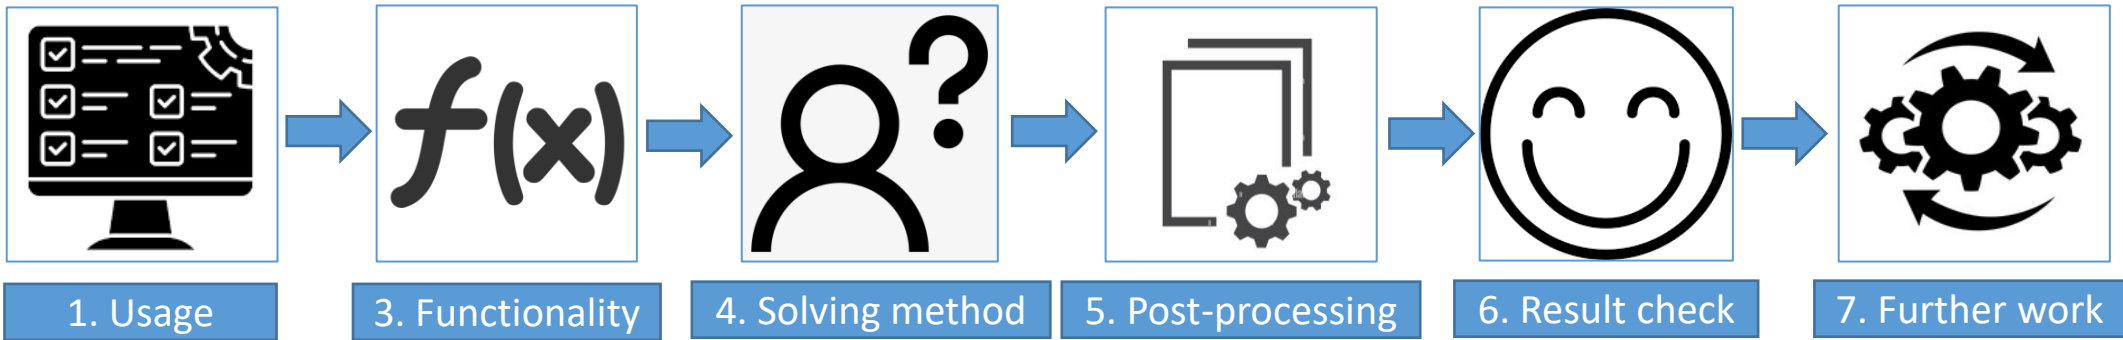 f(x)
?
1. Usage
3. Functionality
4. Solving method
5. Post-processing
6. Result check
7. Further work